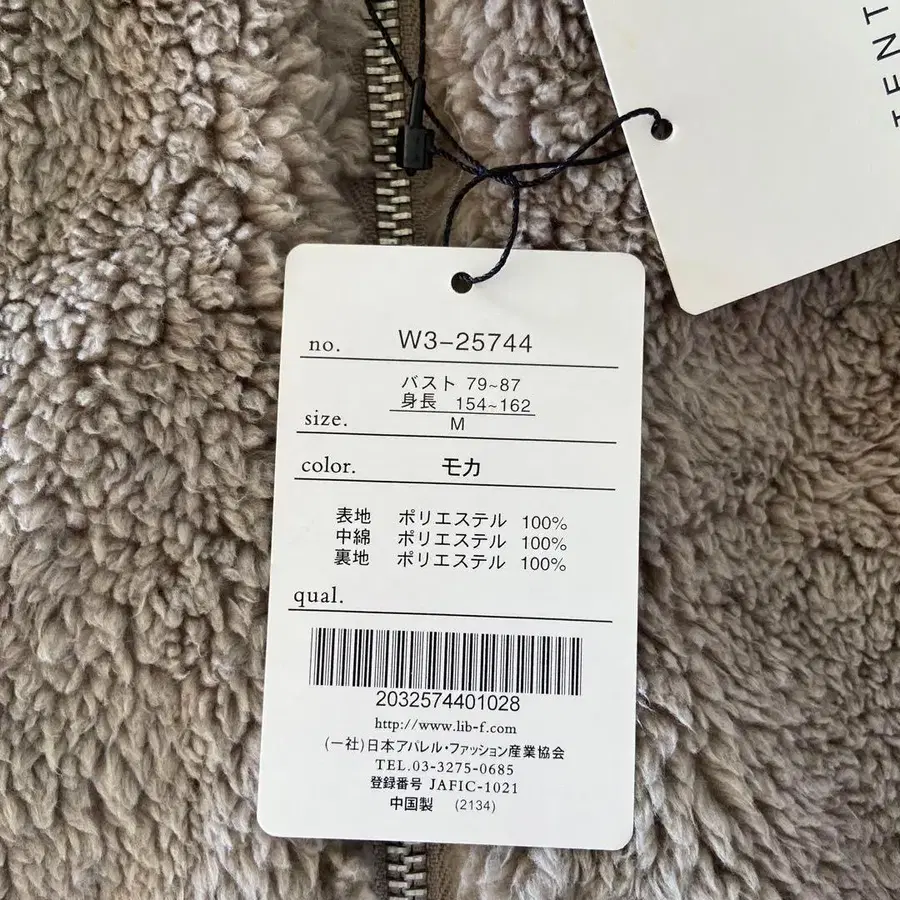 TENT
no. W3-25744
バスト 79~87
身長 154~162
size. M
color. モカ
表地 ポリエステル 100%
中綿 ポリエステル 100%
裏地 ポリエステル 100%
qual.
2032574401028
http://www.lib-f.com
(一社)日本アパレル・ファッション産業協会
TEL.03-3275-0685
登録番号 JAFIC-1021
中国製 (2134)